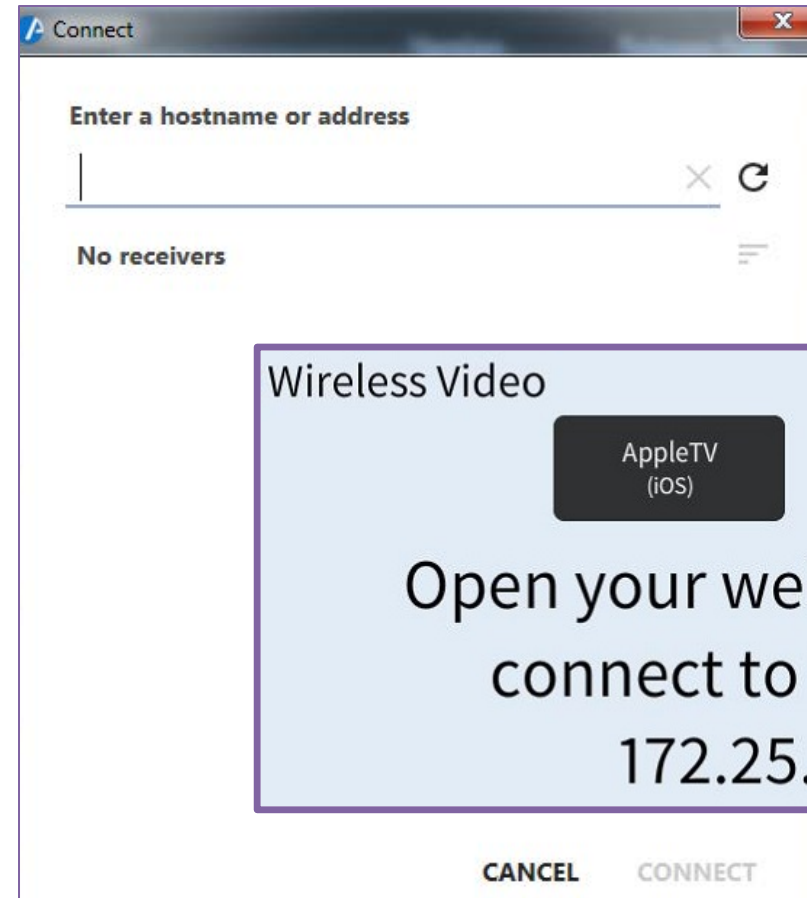 Connect
Enter a hostname or address
No receivers
Wireless Video
AppleTV
(iOS)
Open your we
connect to
172.25.
CANCEL CONNECT